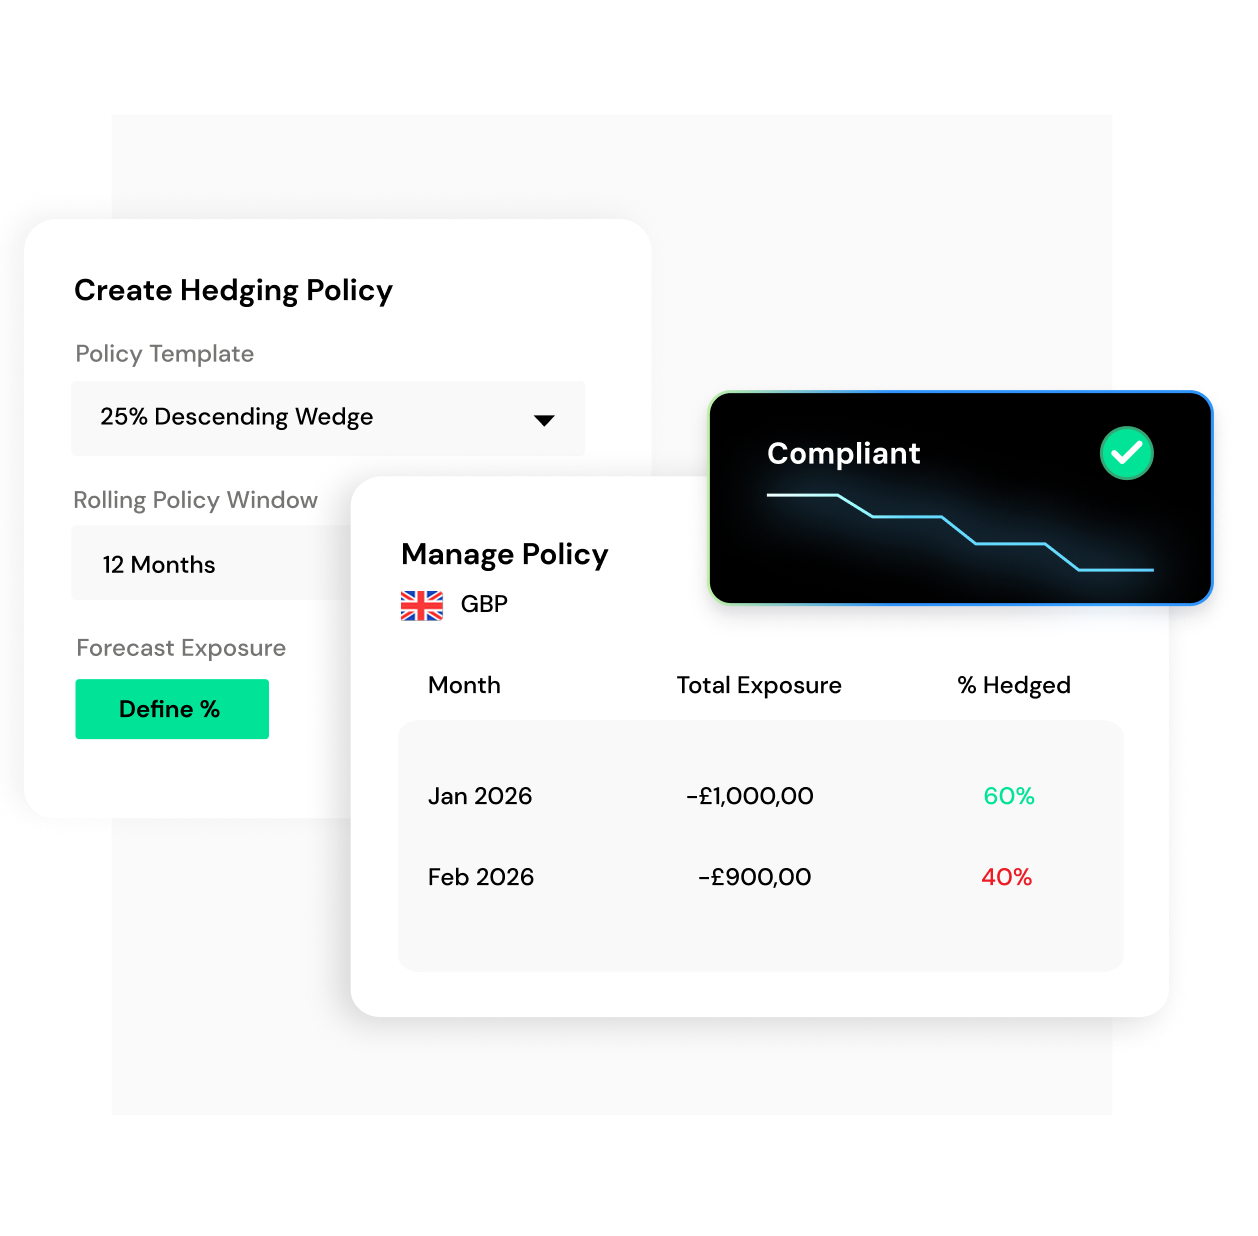 Create Hedging Policy
Policy Template
25% Descending Wedge
Rolling Policy Window
12 Months
Forecast Exposure
Define %
Compliant
Manage Policy
GBP
Month Total Exposure % Hedged
Jan 2026 -£1,000,00 60%
Feb 2026 -£900,00 40%